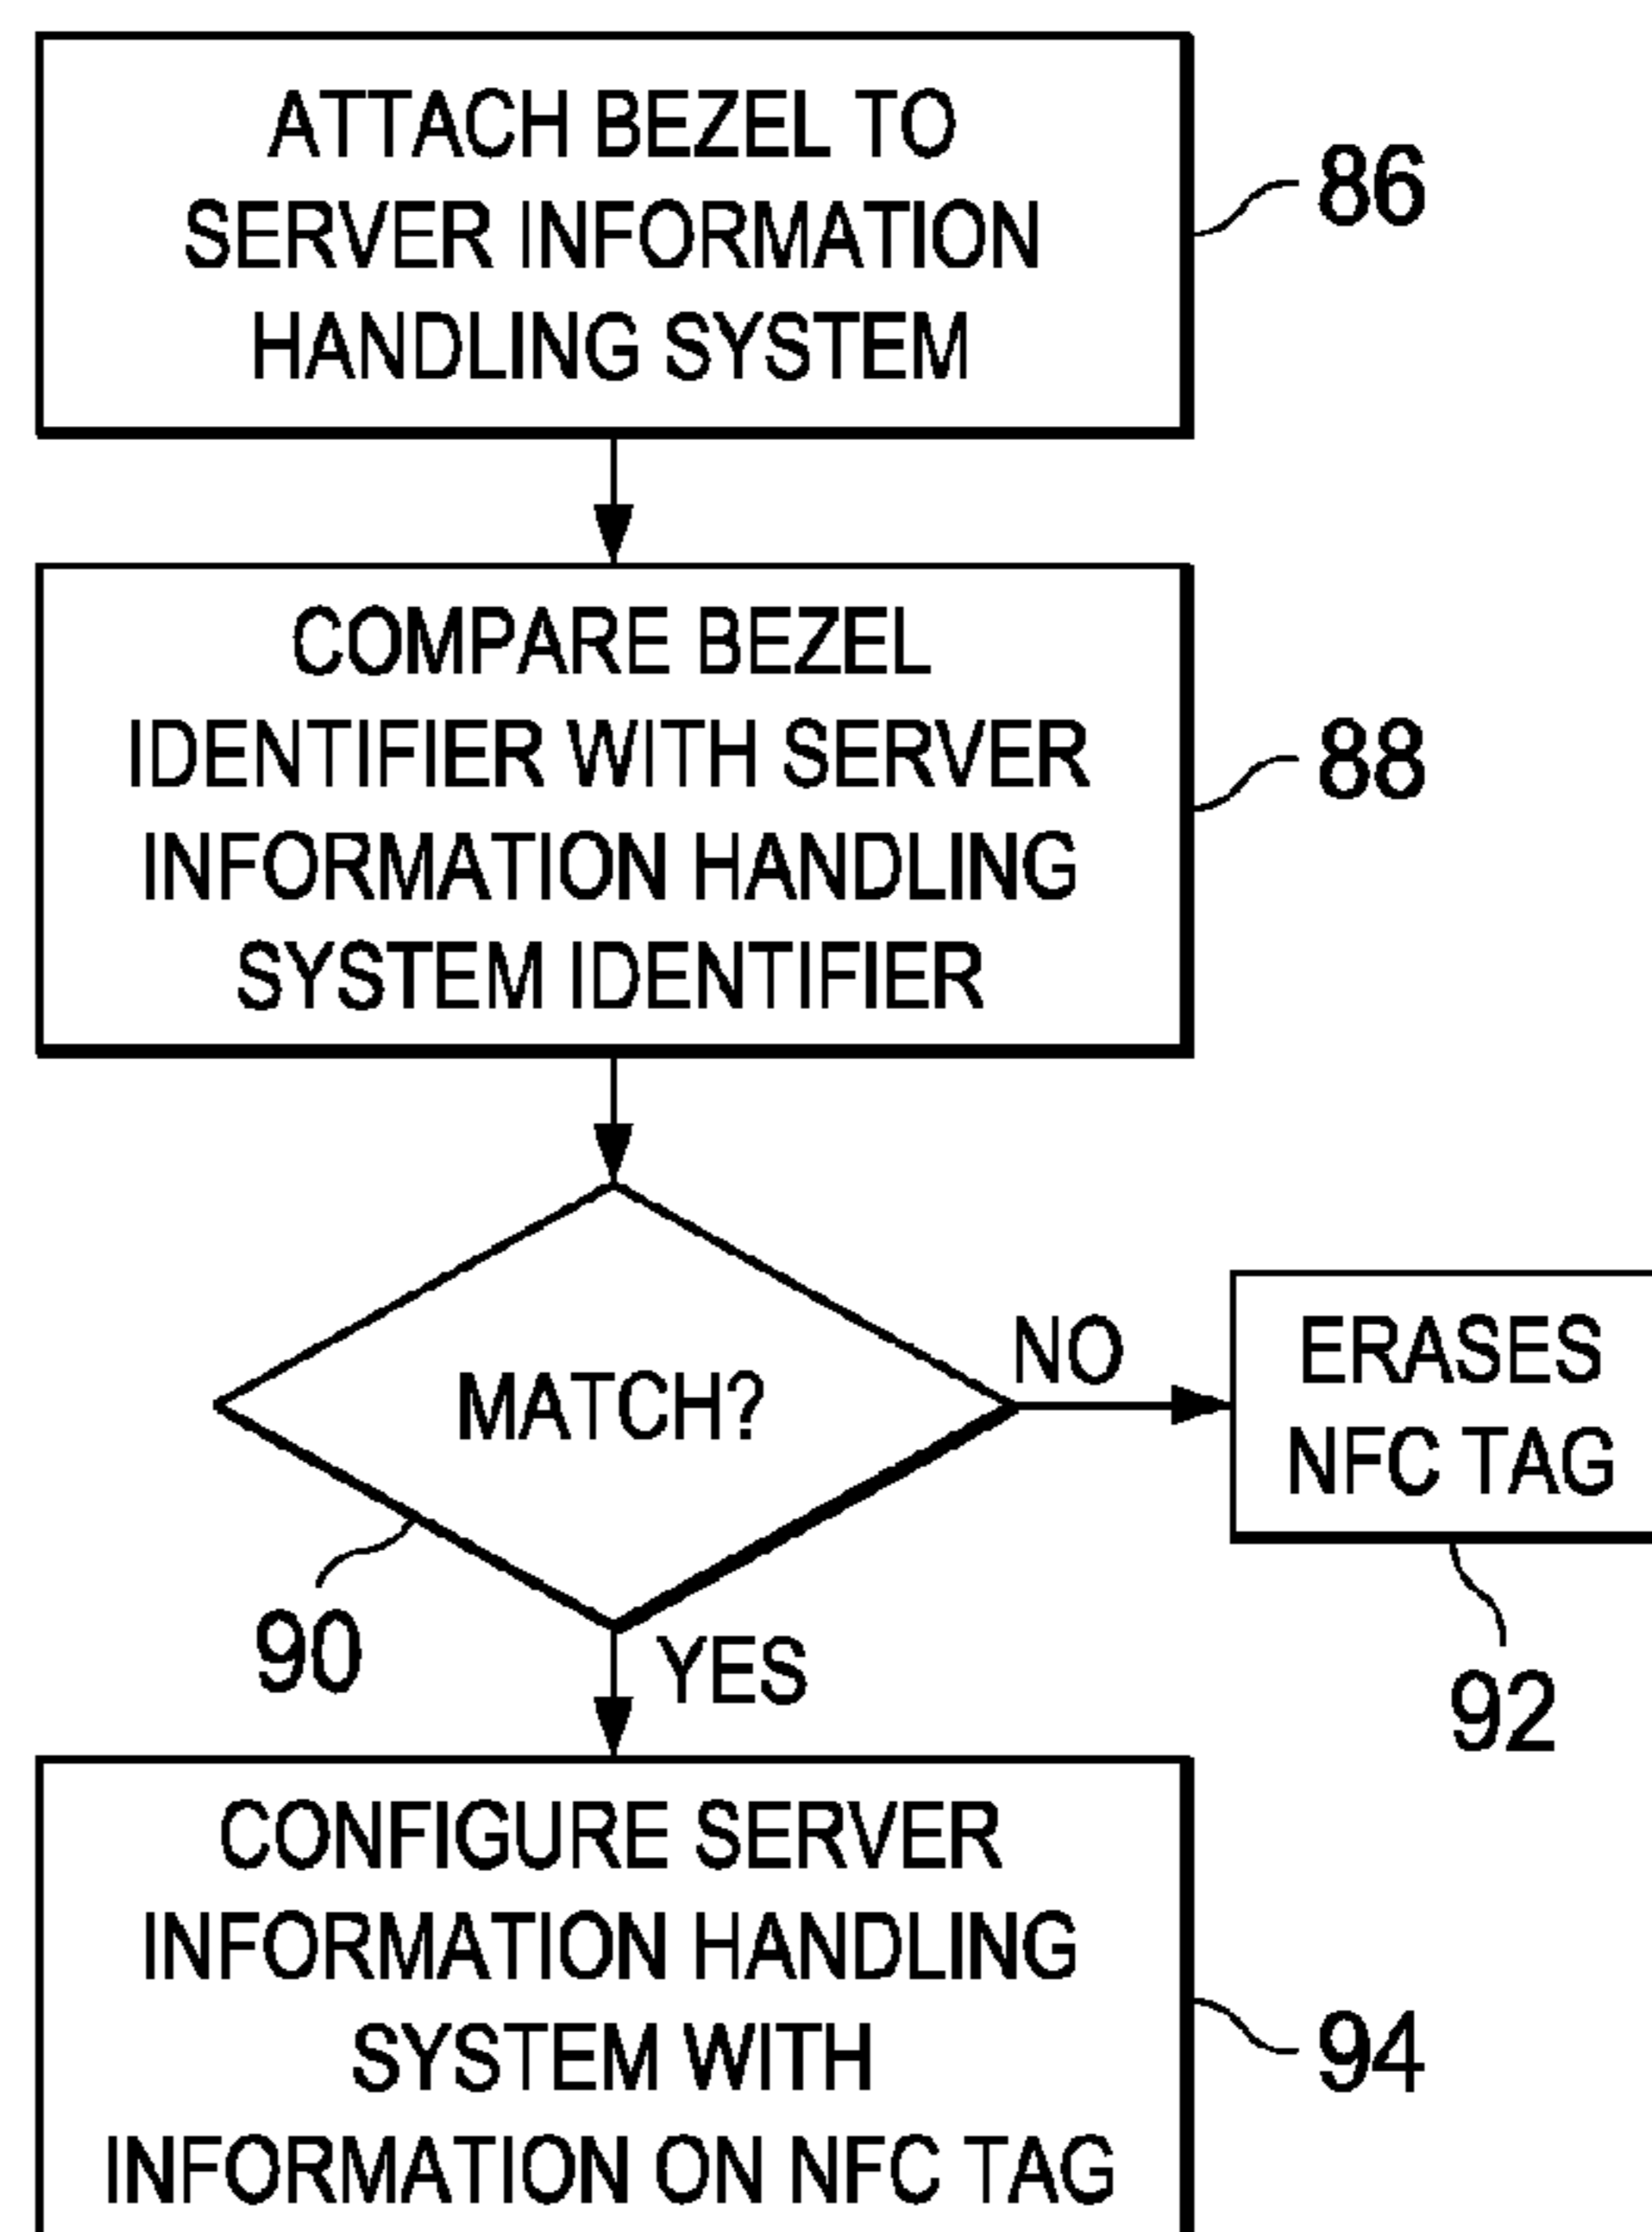 ATTACH BEZEL TO
SERVER INFORMATION
HANDLING SYSTEM
86
COMPARE BEZEL
IDENTIFIER WITH SERVER
INFORMATION HANDLING
SYSTEM IDENTIFIER
88
MATCH?
NO
ERASES
NFC TAG
90
YES
92
CONFIGURE SERVER
INFORMATION HANDLING
SYSTEM WITH
INFORMATION ON NFC TAG
94